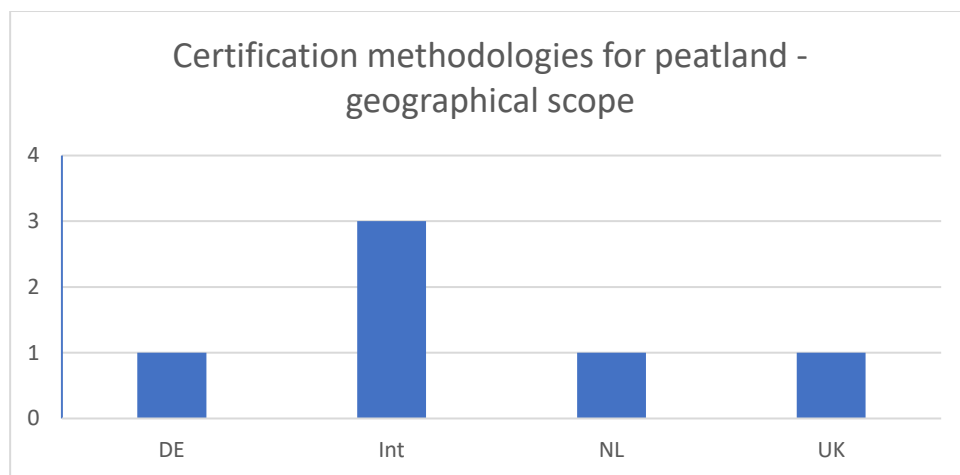 Certification methodologies for peatland -
geographical scope
4
3
2
1
0
DE Int NL UK